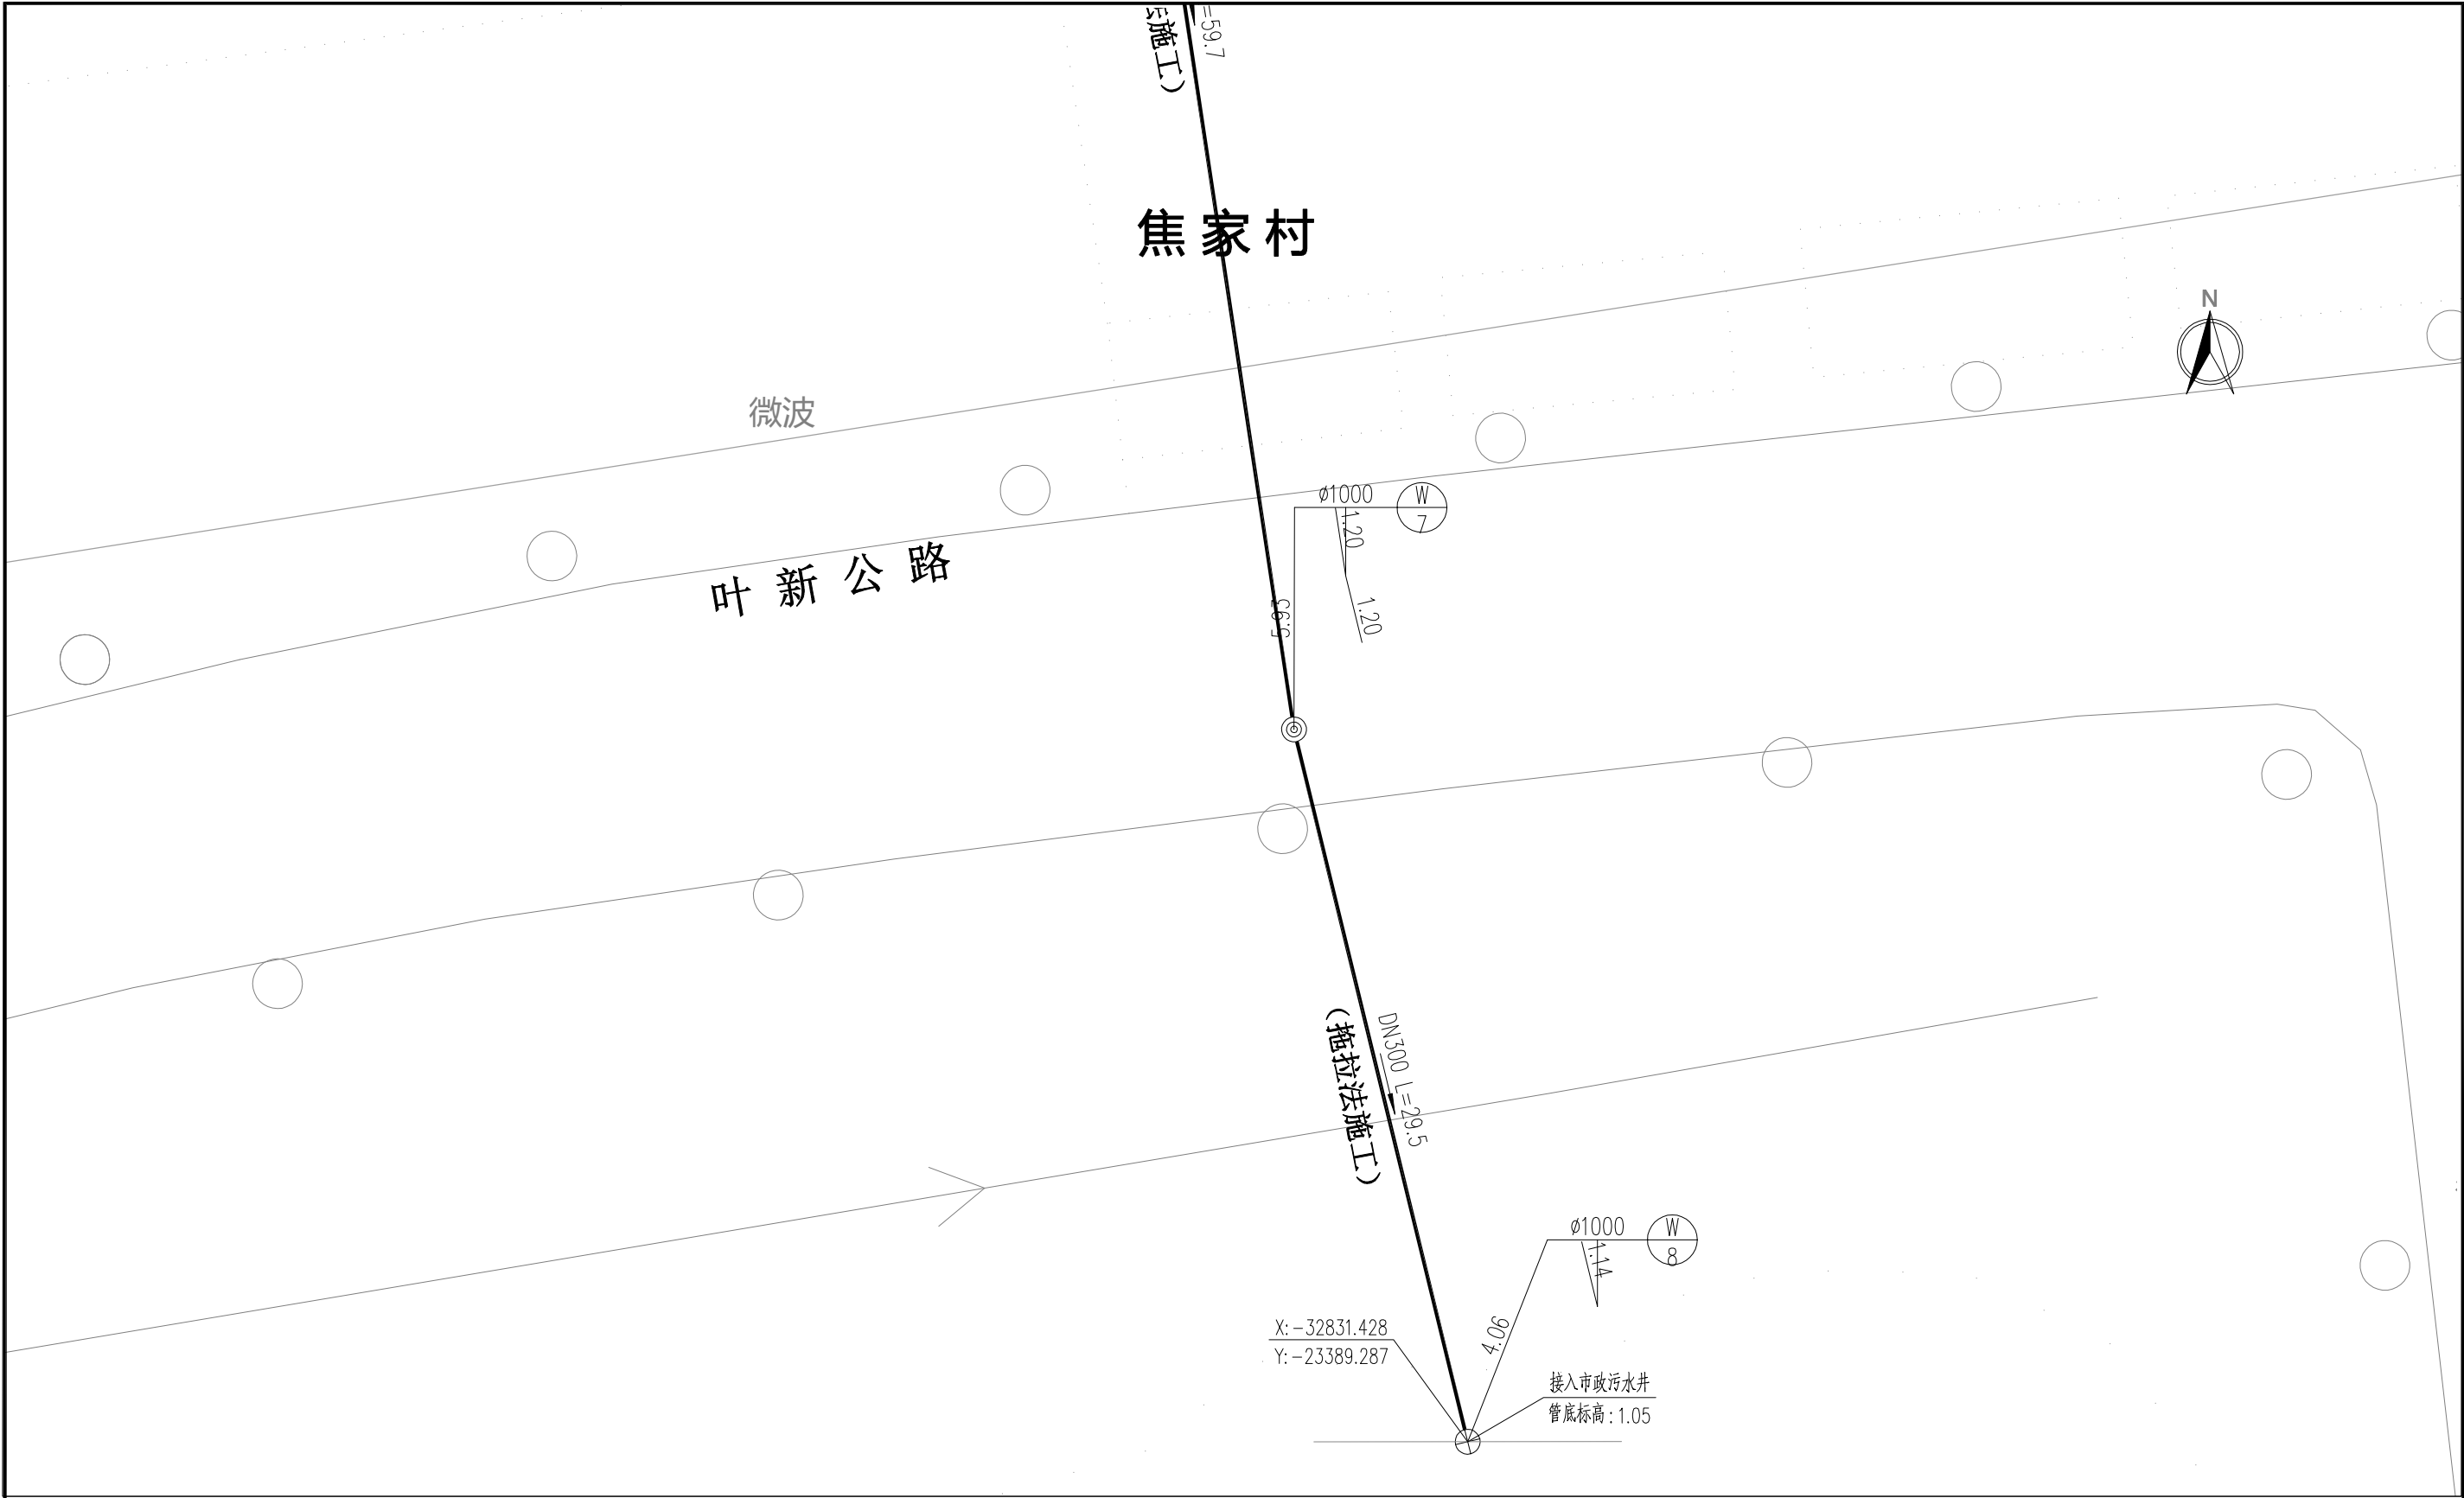 施工）
=59.7
焦家村
N
微波
ø1000
W
7
1.20
1.20
5.93
叶新公路
（拖拉法施工）
DN300 L=29.5
ø1000
W
8
1.14
4.06
X:-32831.428
Y:-23389.287
接入市政污水井
管底标高:1.05